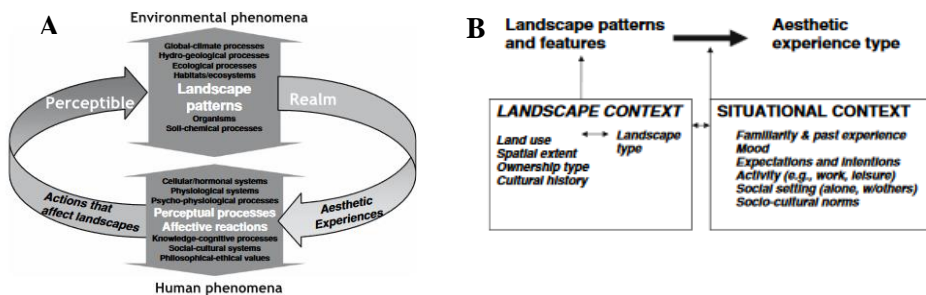 A
Environmental phenomena
Global-climate processes
Hydro-geological processes
Ecological processes
Habitats/ecosystems
Landscape
patterns
Organisms
Soil-chemical processes
Perceptible
Realm
Cellular/hormonal systems
Physiological systems
Psycho-physiological processes
Perceptual processes
Affective reactions
Knowledge-cognitive processes
Social-cultural systems
Philosophical-ethical values
Actions that
affect landscapes
Aesthetic
Experiences
Human phenomena
B
Landscape patterns
and features
Aesthetic
experience type
LANDSCAPE CONTEXT
Land use
Spatial extent
Ownership type
Cultural history
Landscape
type
SITUATIONAL CONTEXT
Familiarity & past experience
Mood
Expectations and intentions
Activity (e.g., work, leisure)
Social setting (alone, w/others)
Socio-cultural norms